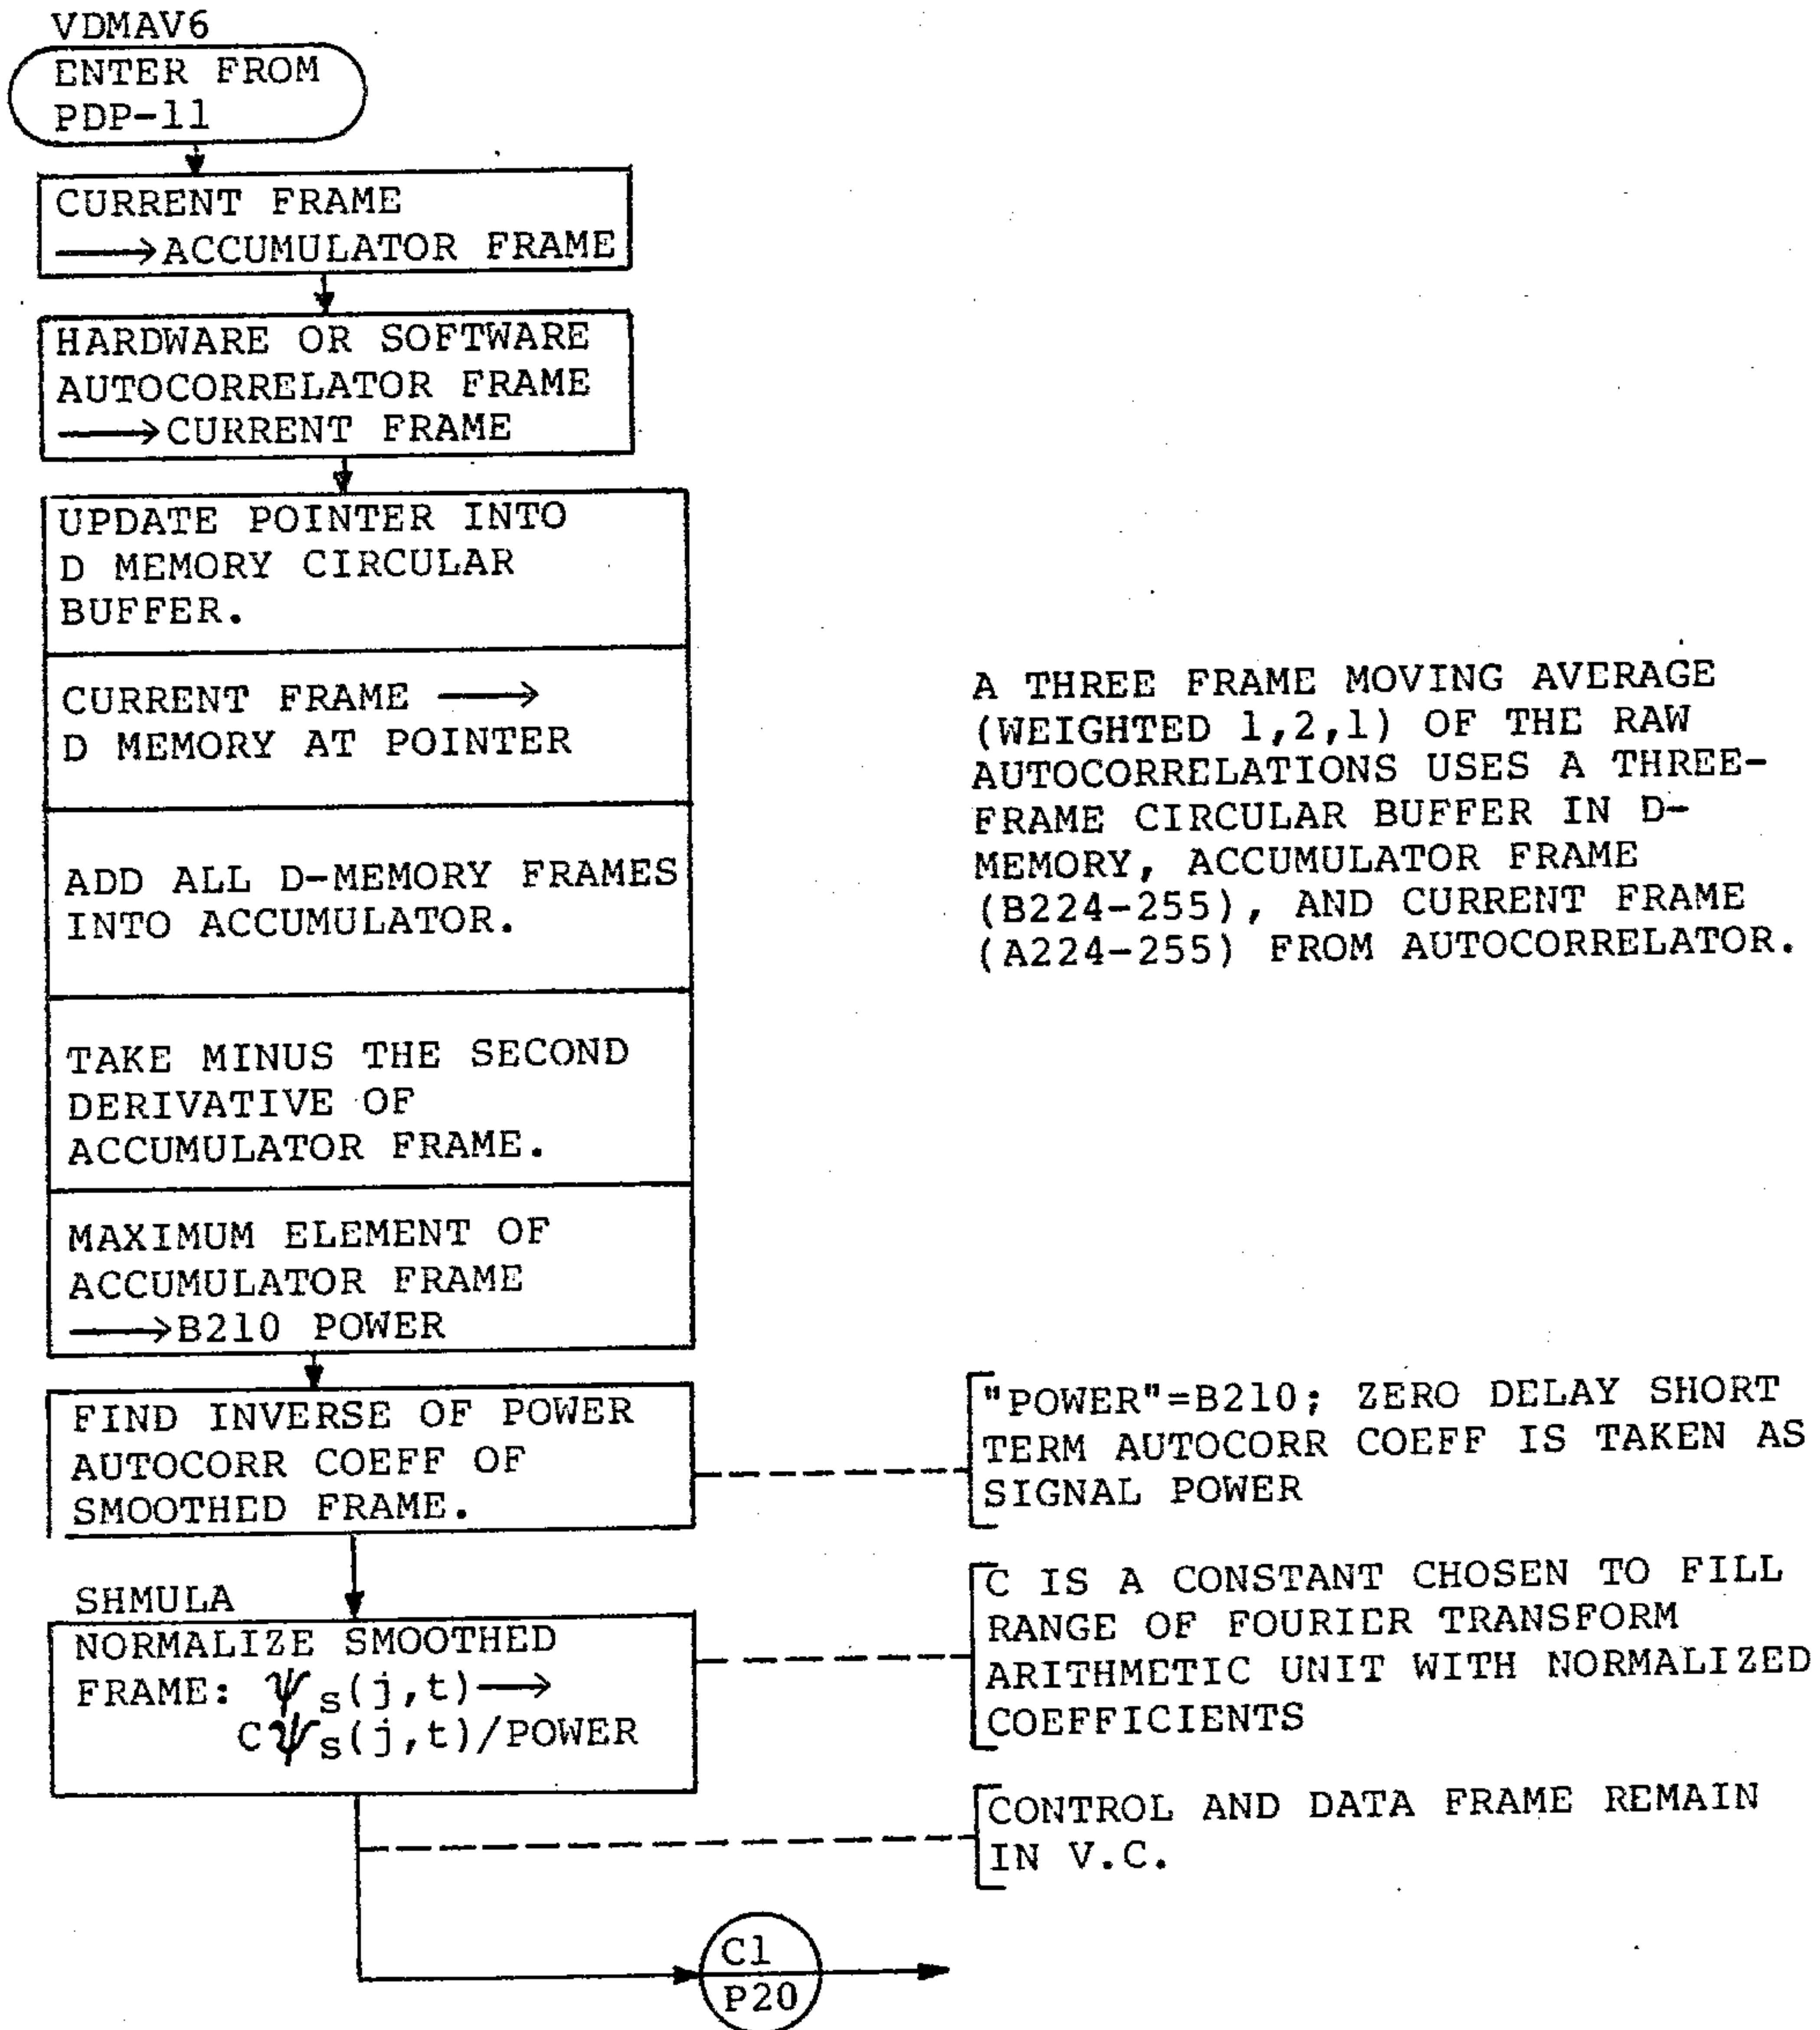 VDMAV6
ENTER FROM
PDP-11
CURRENT FRAME
⟶ACCUMULATOR FRAME
HARDWARE OR SOFTWARE
AUTOCORRELATOR FRAME
⟶CURRENT FRAME
UPDATE POINTER INTO
D MEMORY CIRCULAR
BUFFER.
CURRENT FRAME ⟶
D MEMORY AT POINTER
ADD ALL D-MEMORY FRAMES
INTO ACCUMULATOR.
TAKE MINUS THE SECOND
DERIVATIVE OF
ACCUMULATOR FRAME.
MAXIMUM ELEMENT OF
ACCUMULATOR FRAME
⟶B210 POWER
A THREE FRAME MOVING AVERAGE
(WEIGHTED 1,2,1) OF THE RAW
AUTOCORRELATIONS USES A THREE-
FRAME CIRCULAR BUFFER IN D-
MEMORY, ACCUMULATOR FRAME
(B224-255), AND CURRENT FRAME
(A224-255) FROM AUTOCORRELATOR.
FIND INVERSE OF POWER
AUTOCORR COEFF OF
SMOOTHED FRAME.
"POWER"=B210; ZERO DELAY SHORT
TERM AUTOCORR COEFF IS TAKEN AS
SIGNAL POWER
SHMULA
NORMALIZE SMOOTHED
FRAME: ψs(j,t)⟶
Cψs(j,t)/POWER
C IS A CONSTANT CHOSEN TO FILL
RANGE OF FOURIER TRANSFORM
ARITHMETIC UNIT WITH NORMALIZED
COEFFICIENTS
CONTROL AND DATA FRAME REMAIN
IN V.C.
C1
P20